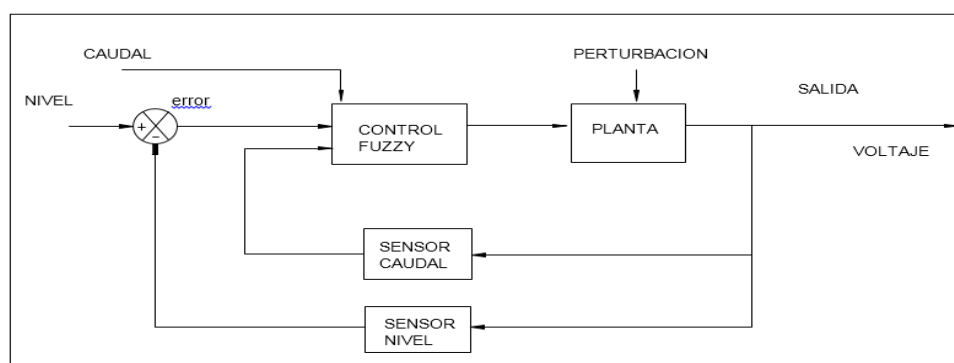 CAUDAL
PERTURBACION
SALIDA
NIVEL
error
+
−
CONTROL
FUZZY
PLANTA
VOLTAJE
SENSOR
CAUDAL
SENSOR
NIVEL